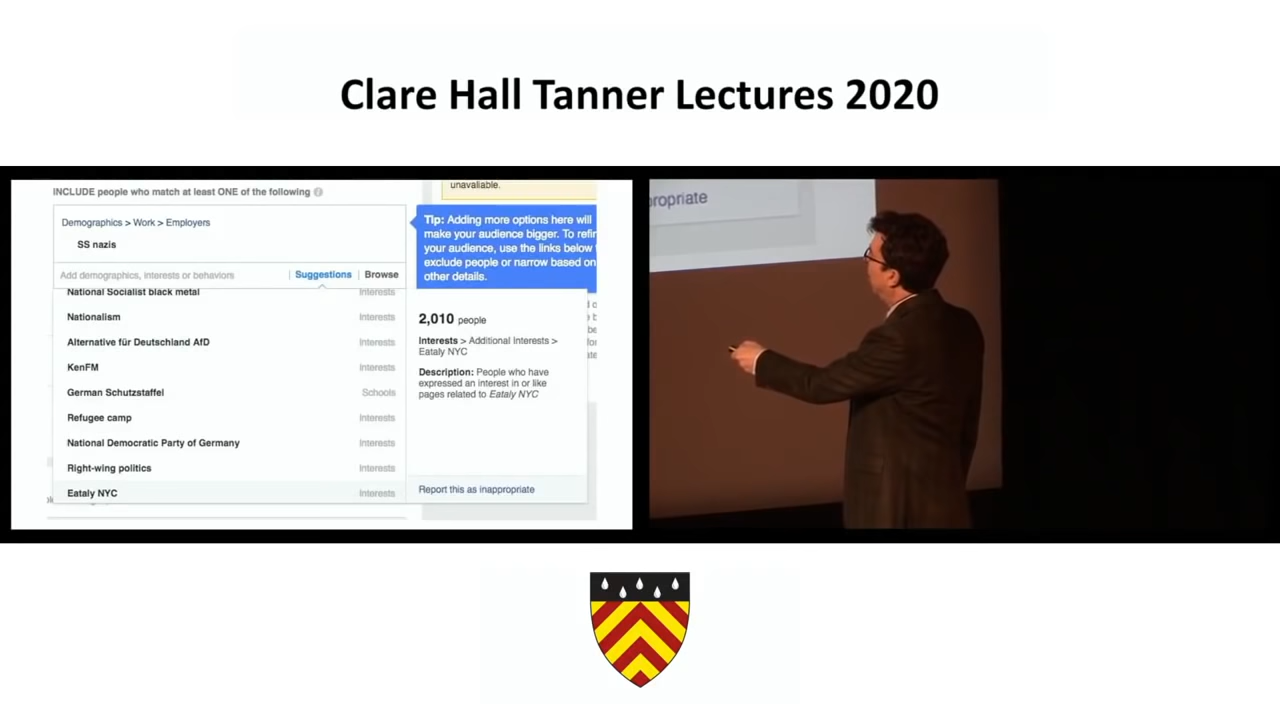 Clare Hall Tanner Lectures 2020
INCLUDE people who match at least ONE of the following
Demographics > Work > Employers
SS nazis
Add demographics, interests or behaviors | Suggestions | Browse
National Socialist black metal Interests
Nationalism Interests
Alternative für Deutschland AfD Interests
KenFM Interests
German Schutzstaffel Schools
Refugee camp Interests
National Democratic Party of Germany Interests
Right-wing politics Interests
Eataly NYC Interests
unavaliable.
Tip: Adding more options here will
make your audience bigger. To refin
your audience, use the links below
exclude people or narrow based on
other details.
2,010 people
Interests > Additional Interests >
Eataly NYC
Description: People who have
expressed an interest in or like
pages related to Eataly NYC
Report this as inappropriate
propriate